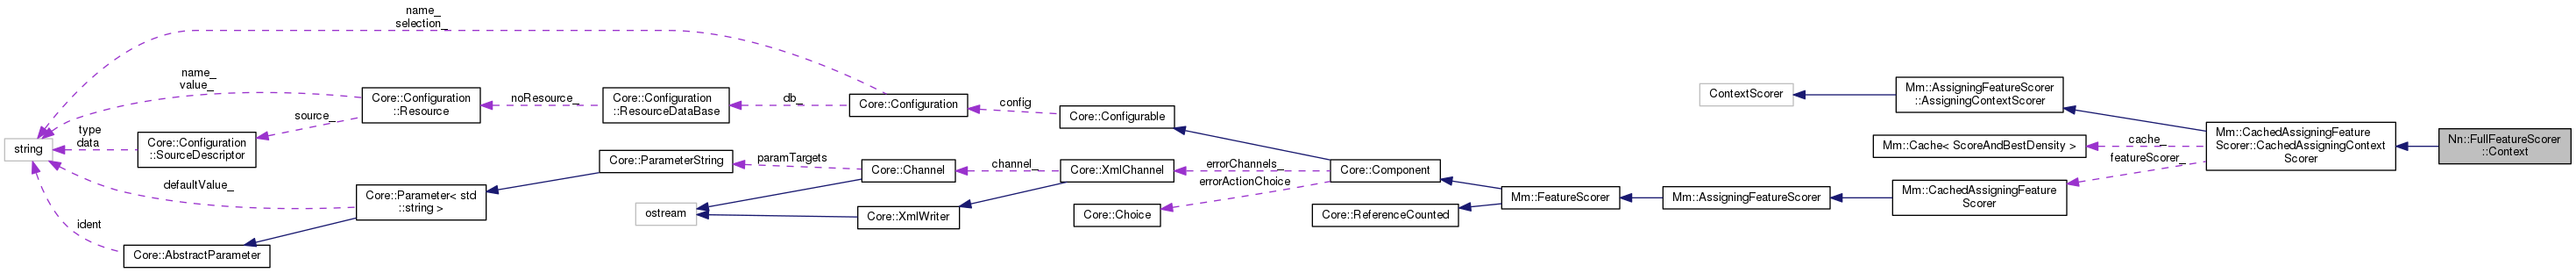 name_
selection_
name_
value_
Core::Configuration
::Resource
noResource_
Core::Configuration
::ResourceDataBase
db_
Core::Configuration
config
Core::Configurable
ContextScorer
Mm::AssigningFeatureScorer
::AssigningContextScorer
source_
string
type
data
Core::Configuration
::SourceDescriptor
Mm::Cache< ScoreAndBestDensity >
cache_
featureScorer_
Mm::CachedAssigningFeature
Scorer::CachedAssigningContext
Scorer
Nn::FullFeatureScorer
::Context
Core::ParameterString
paramTargets
Core::Channel
channel_
Core::XmlChannel
errorChannels_
errorActionChoice
Core::Component
defaultValue_
Core::Parameter< std
::string >
ostream
Core::XmlWriter
Core::Choice
Core::ReferenceCounted
Mm::FeatureScorer
Mm::AssigningFeatureScorer
Mm::CachedAssigningFeature
Scorer
ident
Core::AbstractParameter